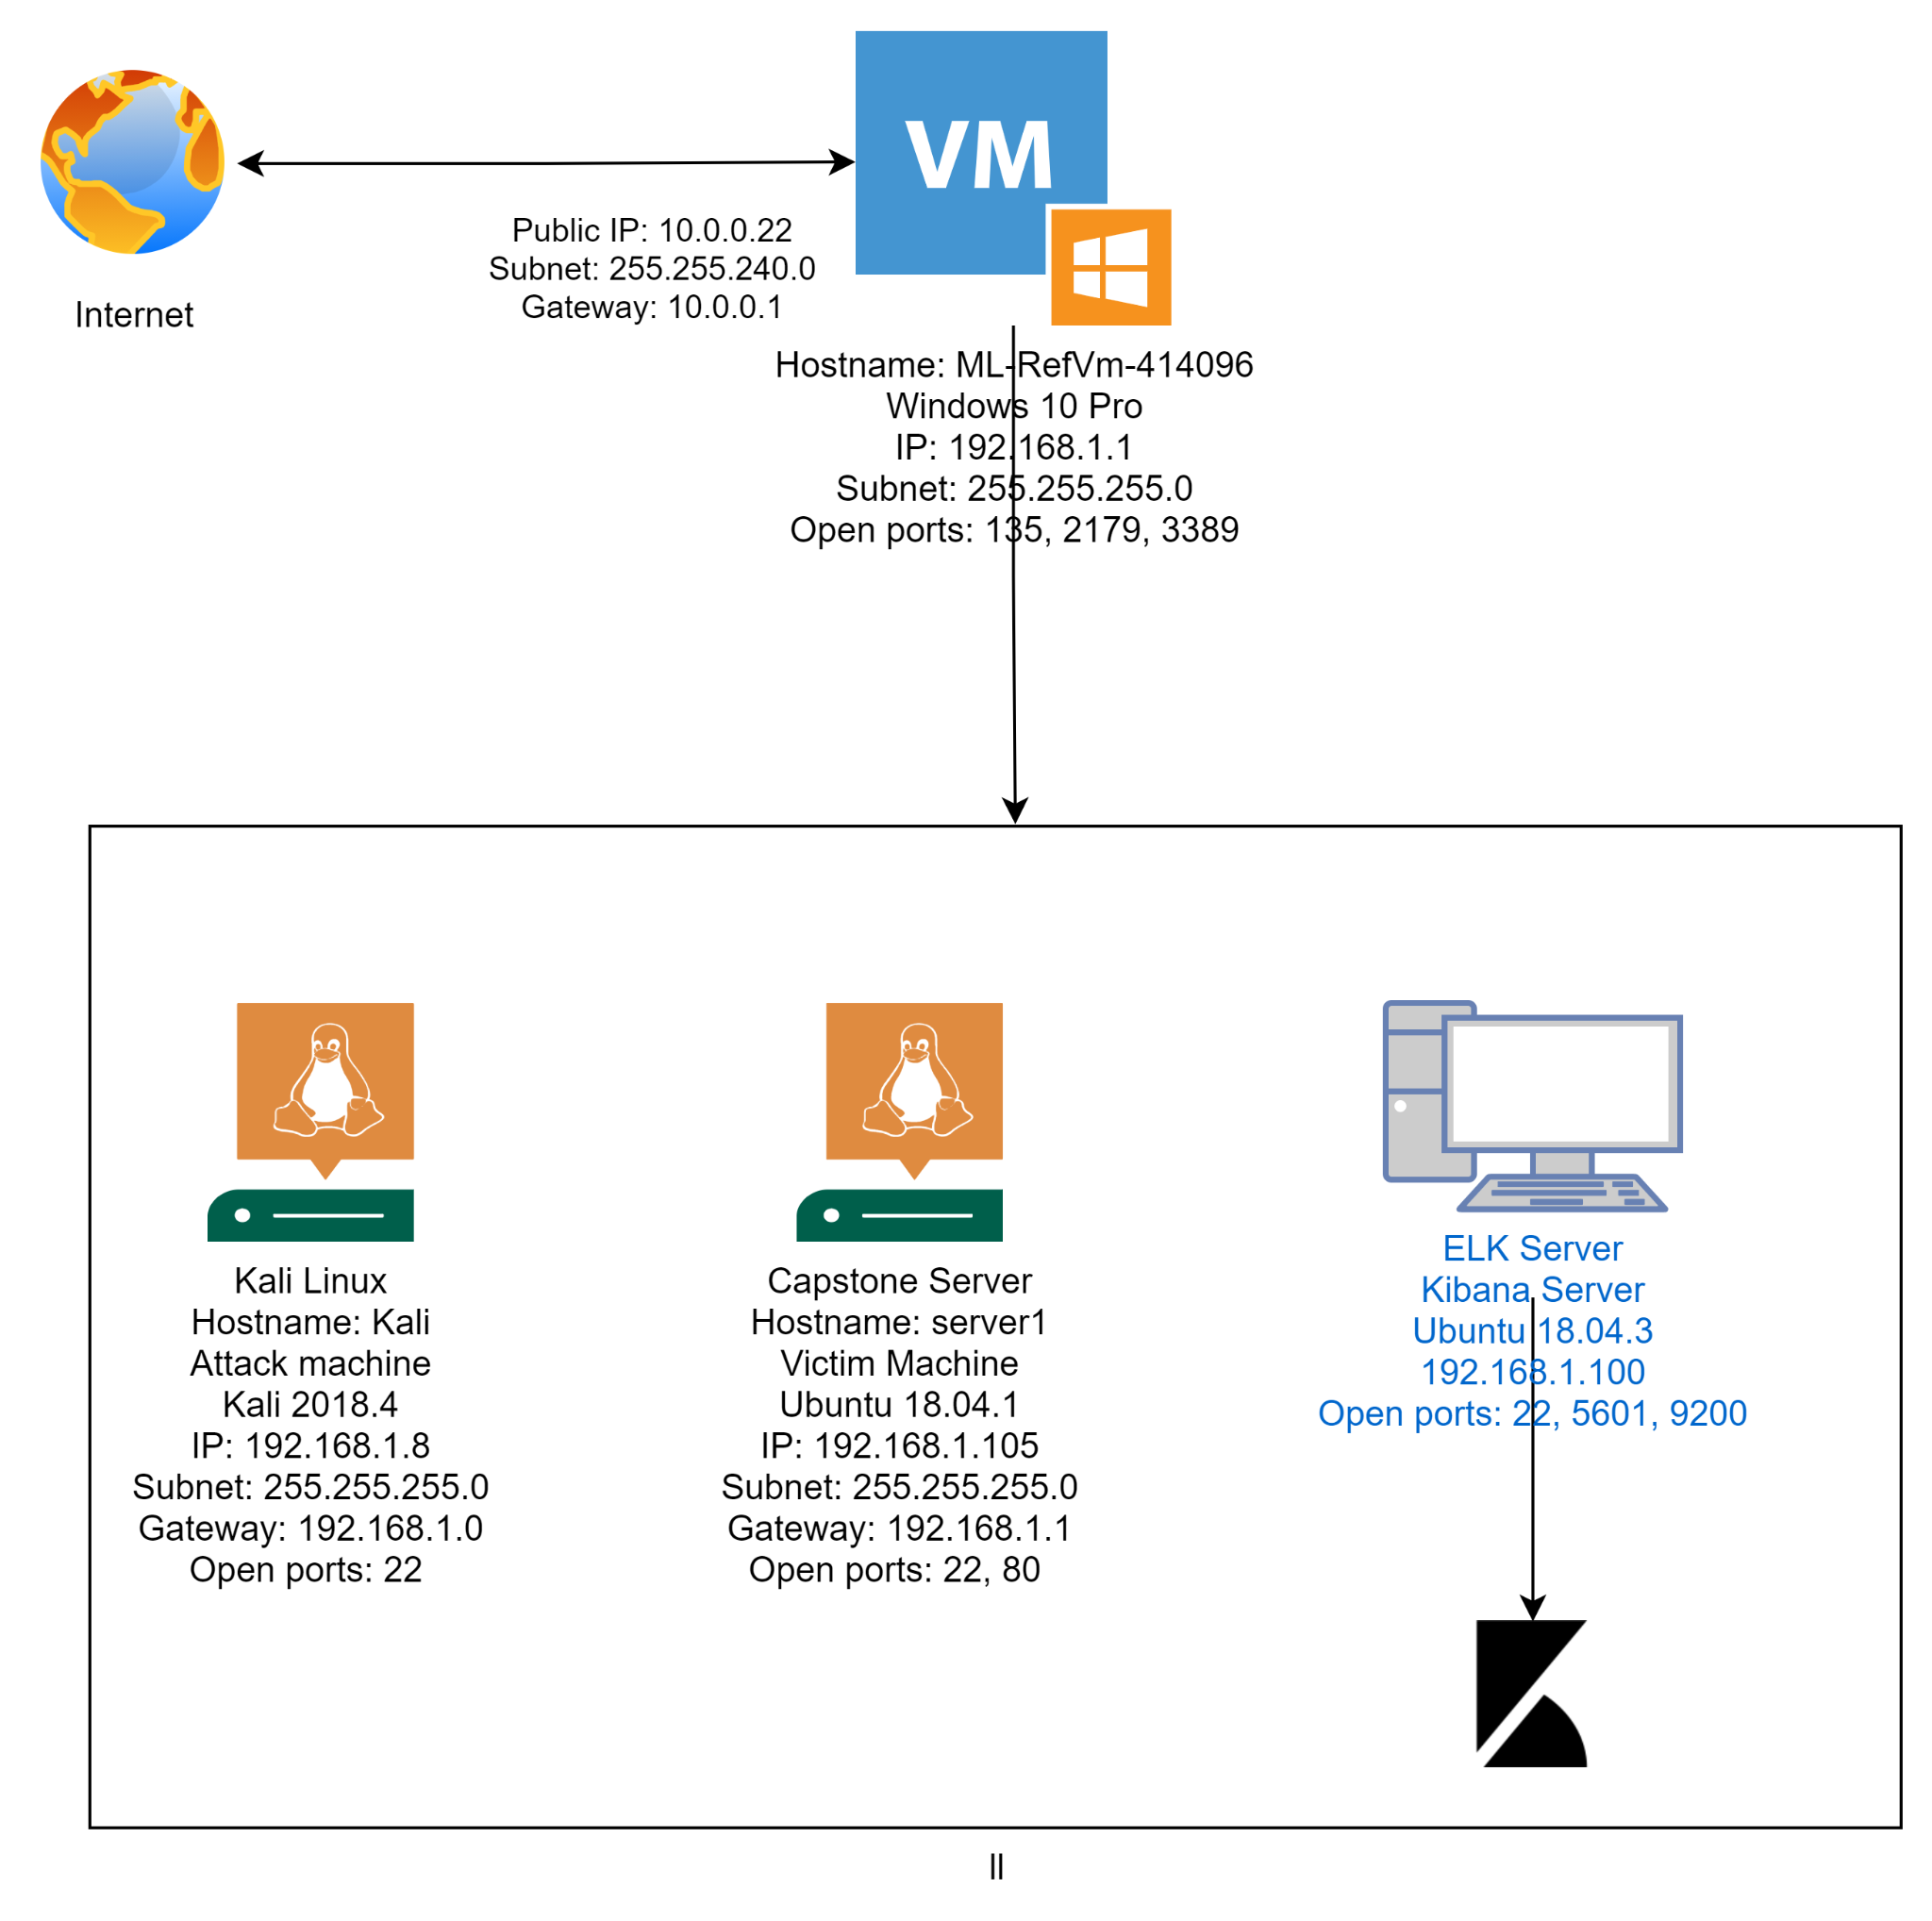 VM
Internet
Public IP: 10.0.0.22
Subnet: 255.255.240.0
Gateway: 10.0.0.1
Hostname: ML-RefVm-414096
Windows 10 Pro
IP: 192.168.1.1
Subnet: 255.255.255.0
Open ports: 135, 2179, 3389
Kali Linux
Hostname: Kali
Attack machine
Kali 2018.4
IP: 192.168.1.8
Subnet: 255.255.255.0
Gateway: 192.168.1.0
Open ports: 22
Capstone Server
Hostname: server1
Victim Machine
Ubuntu 18.04.1
IP: 192.168.1.105
Subnet: 255.255.255.0
Gateway: 192.168.1.1
Open ports: 22, 80
ELK Server
Kibana Server
Ubuntu 18.04.3
192.168.1.100
Open ports: 22, 5601, 9200
ll